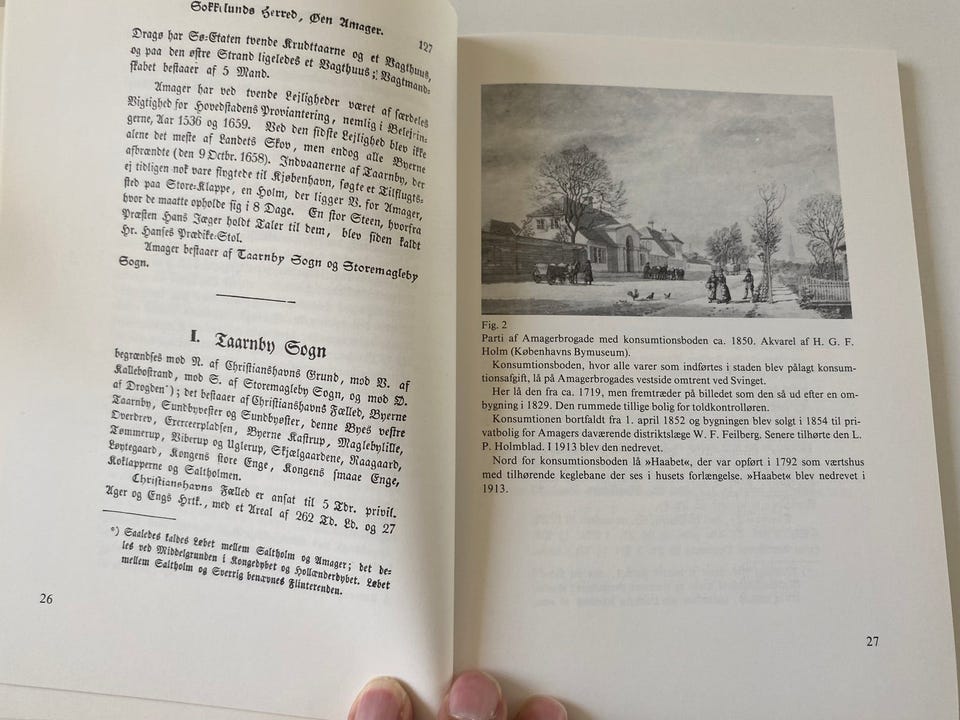 Sokkelunds Herred, Øen Amager.
127
Dragø har Sø-Etaten tvende Krudttaarne og et Vagthuus,
og paa den østre Strand ligeledes et Vagthuus; Vagtmand-
skabet bestaaer af 5 Mand.
Amager har ved tvende Lejligheder været af særdeles
Vigtighed for Hovedstadens Proviantering, nemlig i Belejrin-
gerne, Aar 1536 og 1659. Ved den sidste Lejlighed blev ikke
alene det meste af Landets Skov, men endog alle Byerne
afbrændte (den 9 Octbr. 1658). Indvaanerne af Taarnby, der
ej tidligen nok vare flygtede til Kjøbenhavn, søgte et Tilflugts-
sted paa Store-Klappe, en Holm, der ligger V. for Amager,
hvor de maatte opholde sig i 8 Dage. En stor Steen, hvorfra
Præsten Hans Jæger holdt Taler til dem, blev siden kaldt
Hr. Hanses Prædike-Stol.
Amager bestaaer af Taarnby Sogn og Storemagleby
Sogn.
I. Taarnby Sogn
begrændses mod N. af Christianshavns Grund, mod V. af
Kallebostrand, mod S. af Storemagleby Sogn, og mod Ø.
af Drogden*); det bestaaer af Christianshavns Fælled, Byerne
Taarnby, Sundbyvester og Sundbyøster, denne Byes vestre
Overdrev, Exerceerpladsen, Byerne Kastrup, Maglebylille,
Tømmerup, Viberup og Uglerup, Skjælgaardene, Raagaard,
Løjtegaard, Kongens store Enge, Kongens smaae Enge,
Koklapperne og Saltholmen.
Christianshavns Fælled er ansat til 5 Tdr. privil.
Ager og Engs Hrtk., med et Areal af 262 Td. Ld. og 27
*) Saaledes kaldes Løbet mellem Saltholm og Amager; det de-
les ved Middelgrunden i Kongedybet og Hollænderdybet. Løbet
mellem Saltholm og Sverrig benævnes Flinterenden.
26
Fig. 2
Parti af Amagerbrogade med konsumtionsboden ca. 1850. Akvarel af H. G. F.
Holm (Københavns Bymuseum).
Konsumtionsboden, hvor alle varer som indførtes i staden blev pålagt konsum-
tionsafgift, lå på Amagerbrogades vestside omtrent ved Svinget.
Her lå den fra ca. 1719, men fremtræder på billedet som den så ud efter en om-
bygning i 1829. Den rummede tillige bolig for toldkontrolløren.
Konsumtionen bortfaldt fra 1. april 1852 og bygningen blev solgt i 1854 til pri-
vatbolig for Amagers daværende distriktslæge W. F. Feilberg. Senere tilhørte den L.
P. Holmblad. I 1913 blev den nedrevet.
Nord for konsumtionsboden lå »Haabet«, der var opført i 1792 som værtshus
med tilhørende keglebane der ses i husets forlængelse. »Haabet« blev nedrevet i
1913.
27